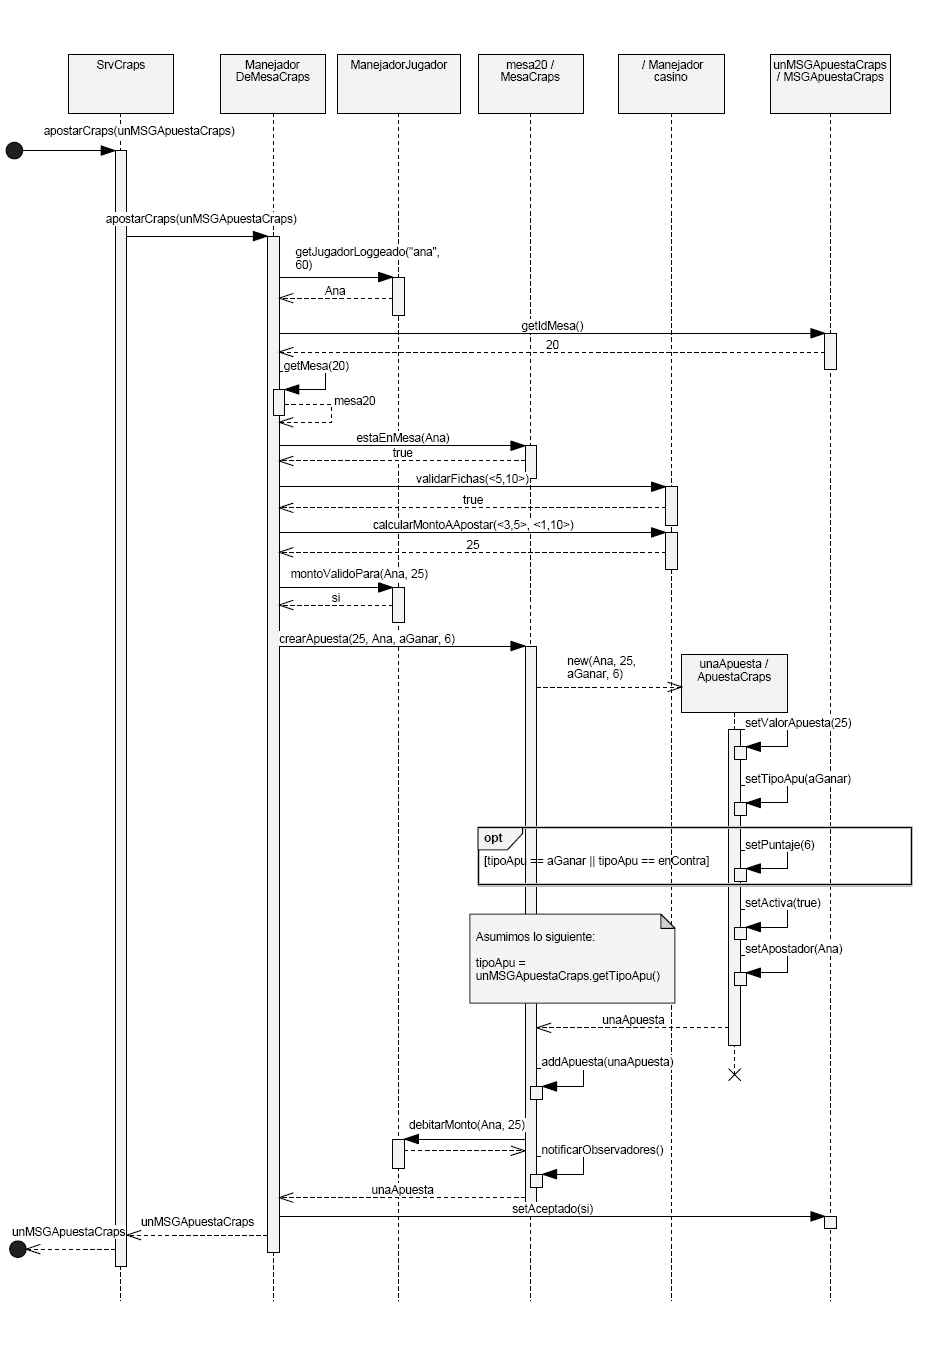 SrvCraps
Manejador
DeMesaCraps
ManejadorJugador
mesa20 /
MesaCraps
/ Manejador
casino
unMSGApuestaCraps
/ MSGApuestaCraps
apostarCraps(unMSGApuestaCraps)
apostarCraps(unMSGApuestaCraps)
getJugadorLoggeado("ana",
60)
Ana
getIdMesa()
20
getMesa(20)
mesa20
estaEnMesa(Ana)
true
validarFichas(<5,10>)
true
calcularMontoAApostar(<3,5>, <1,10>)
25
montoValidoPara(Ana, 25)
si
crearApuesta(25, Ana, aGanar, 6)
new(Ana, 25,
aGanar, 6)
unaApuesta /
ApuestaCraps
setValorApuesta(25)
setTipoApu(aGanar)
opt
[tipoApu == aGanar || tipoApu == enContra]
setPuntaje(6)
setActiva(true)
Asumimos lo siguiente:
tipoApu =
unMSGApuestaCraps.getTipoApu()
setApostador(Ana)
unaApuesta
addApuesta(unaApuesta)
debitarMonto(Ana, 25)
notificarObservadores()
unaApuesta
setAceptado(si)
unMSGApuestaCraps
unMSGApuestaCraps